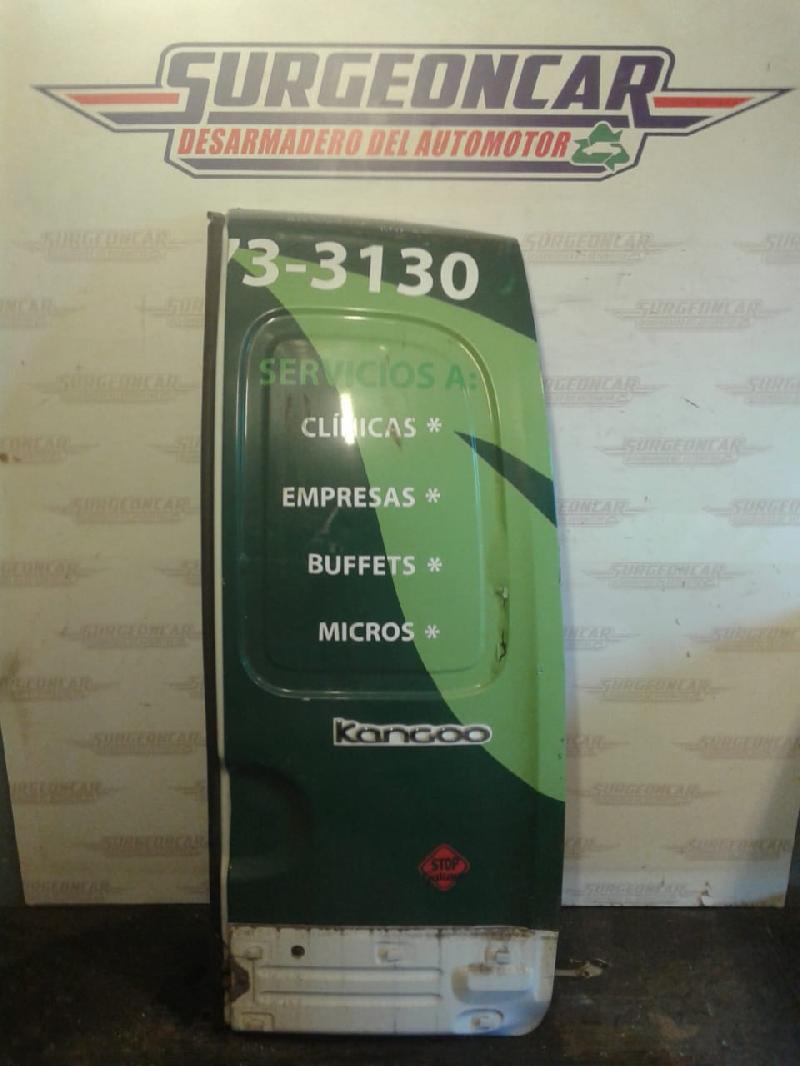 SURGEONCAR
DESARMADERO DEL AUTOMOTOR
3-3130
SERVICIOS A:
CLÍNICAS *
EMPRESAS *
BUFFETS *
MICROS *
Kangoo
STOP